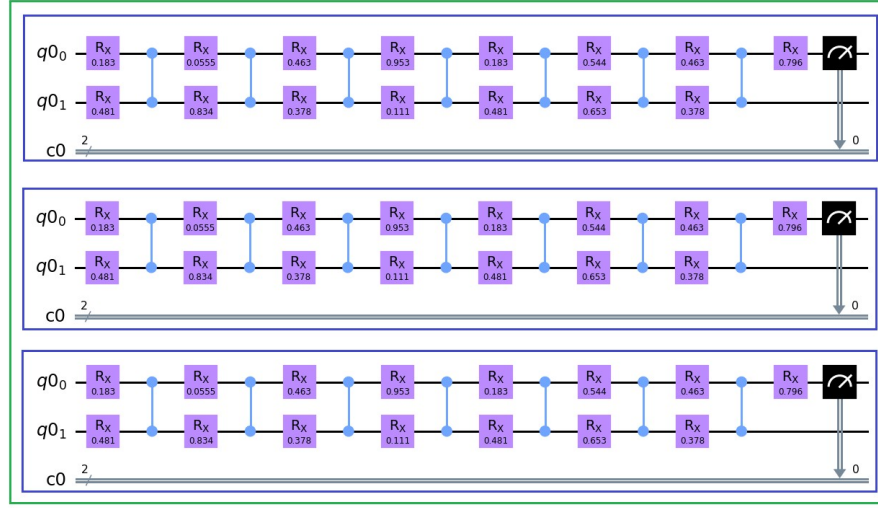 q0₀ Rx 0.183 Rx 0.0555 Rx 0.463 Rx 0.953 Rx 0.183 Rx 0.544 Rx 0.463 Rx 0.796
q0₁ Rx 0.481 Rx 0.834 Rx 0.378 Rx 0.111 Rx 0.481 Rx 0.653 Rx 0.378
c0 2 0
q0₀ Rx 0.183 Rx 0.0555 Rx 0.463 Rx 0.953 Rx 0.183 Rx 0.544 Rx 0.463 Rx 0.796
q0₁ Rx 0.481 Rx 0.834 Rx 0.378 Rx 0.111 Rx 0.481 Rx 0.653 Rx 0.378
c0 2 0
q0₀ Rx 0.183 Rx 0.0555 Rx 0.463 Rx 0.953 Rx 0.183 Rx 0.544 Rx 0.463 Rx 0.796
q0₁ Rx 0.481 Rx 0.834 Rx 0.378 Rx 0.111 Rx 0.481 Rx 0.653 Rx 0.378
c0 2 0